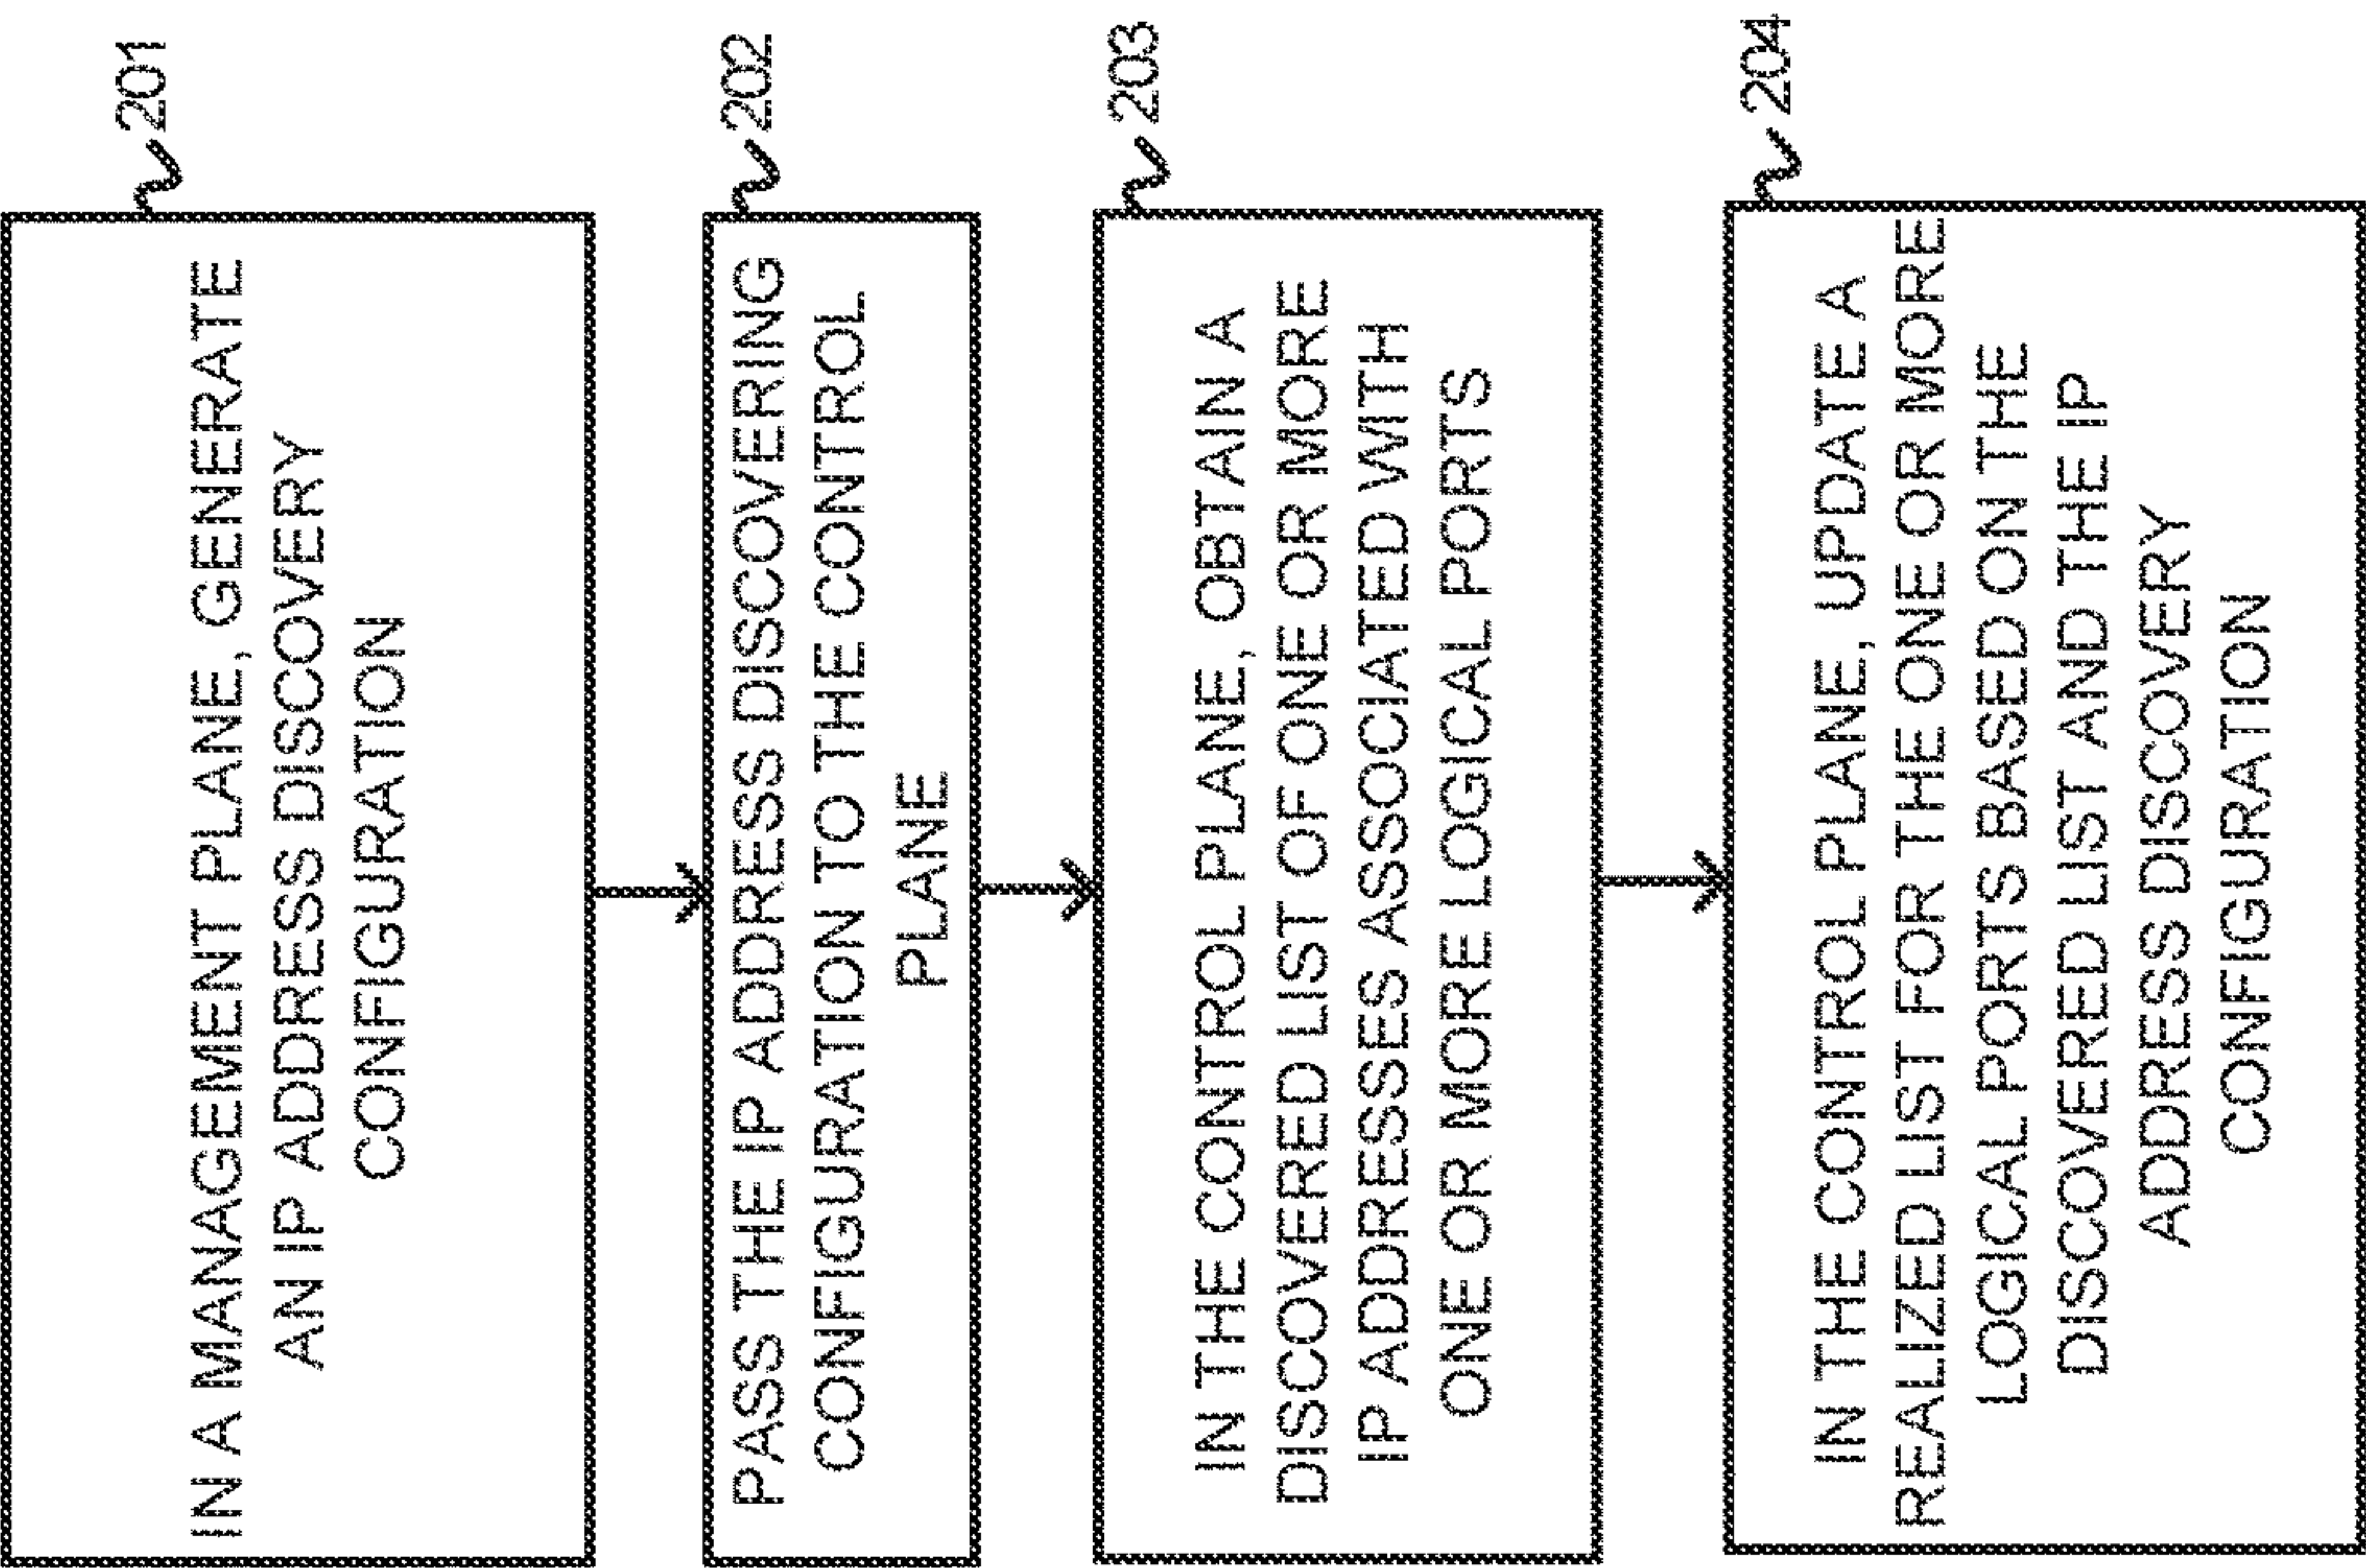 201
IN A MANAGEMENT PLANE, GENERATE
AN IP ADDRESS DISCOVERY
CONFIGURATION
202
PASS THE IP ADDRESS DISCOVERING
CONFIGURATION TO THE CONTROL
PLANE
203
IN THE CONTROL PLANE, OBTAIN A
DISCOVERED LIST OF ONE OR MORE
IP ADDRESSES ASSOCIATED WITH
ONE OR MORE LOGICAL PORTS
204
IN THE CONTROL PLANE, UPDATE A
REALIZED LIST FOR THE ONE OR MORE
LOGICAL PORTS BASED ON THE
DISCOVERED LIST AND THE IP
ADDRESS DISCOVERY
CONFIGURATION